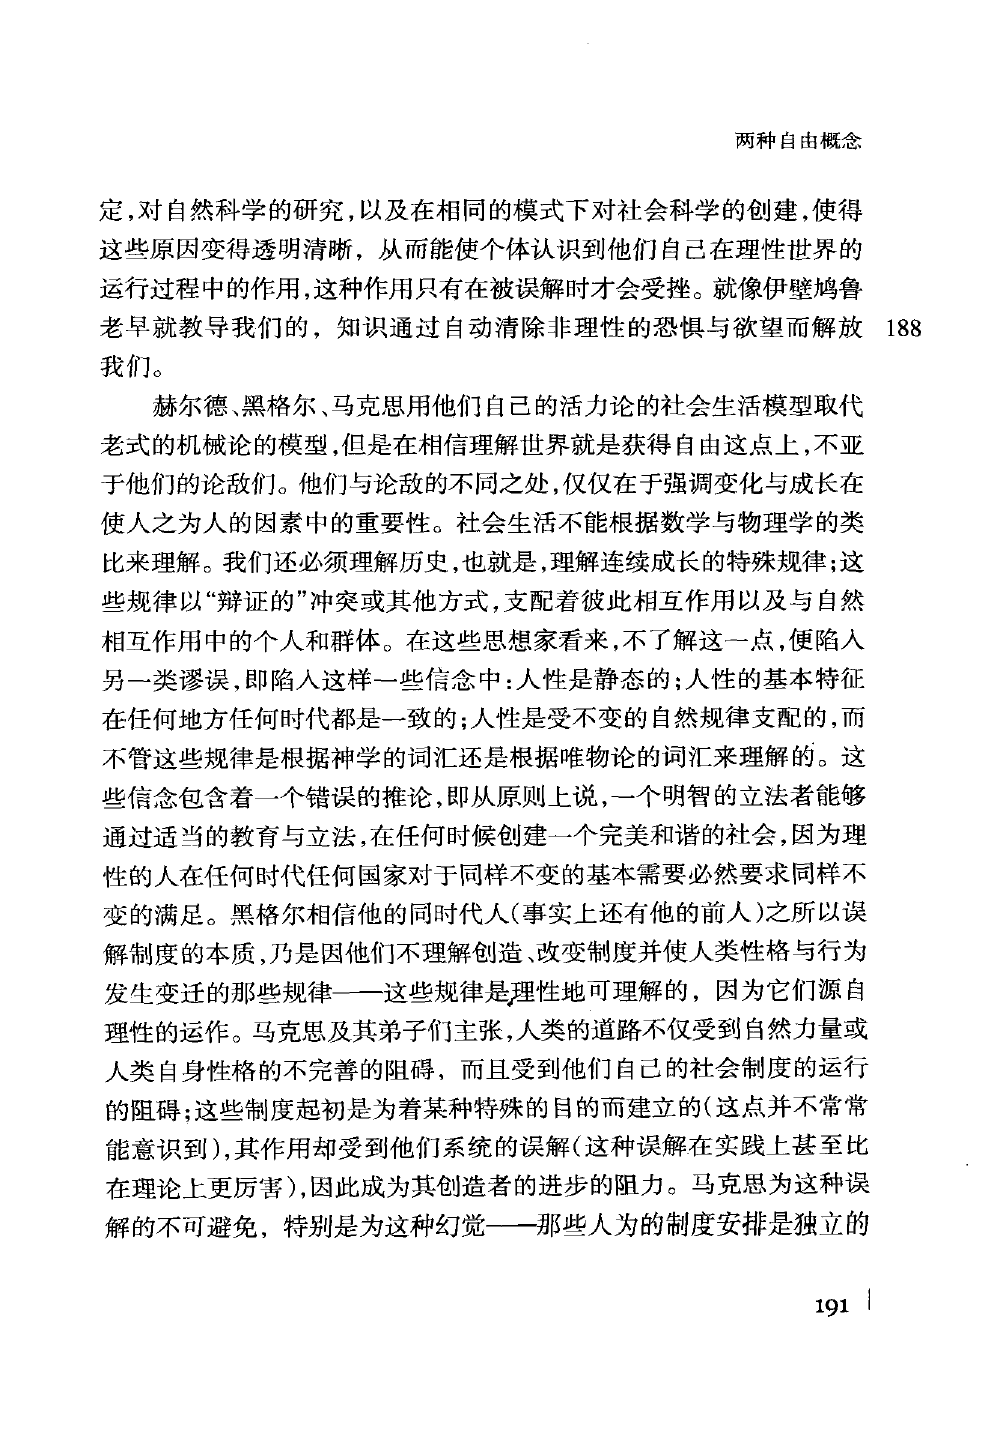 两种自由概念
定,对自然科学的研究,以及在相同的模式下对社会科学的创建,使得
这些原因变得透明清晰，从而能使个体认识到他们自己在理性世界的
运行过程中的作用,这种作用只有在被误解时才会受挫。就像伊壁鸠鲁
老早就教导我们的，知识通过自动清除非理性的恐惧与欲望而解放 188
我们。
赫尔德、黑格尔、马克思用他们自己的活力论的社会生活模型取代
老式的机械论的模型,但是在相信理解世界就是获得自由这点上,不亚
于他们的论敌们。他们与论敌的不同之处,仅仅在于强调变化与成长在
使人之为人的因素中的重要性。社会生活不能根据数学与物理学的类
比来理解。我们还必须理解历史,也就是,理解连续成长的特殊规律;这
些规律以“辩证的”冲突或其他方式,支配着彼此相互作用以及与自然
相互作用中的个人和群体。在这些思想家看来,不了解这一点,便陷入
另一类谬误,即陷入这样一些信念中:人性是静态的;人性的基本特征
在任何地方任何时代都是一致的;人性是受不变的自然规律支配的,而
不管这些规律是根据神学的词汇还是根据唯物论的词汇来理解的。这
些信念包含着一个错误的推论,即从原则上说,一个明智的立法者能够
通过适当的教育与立法,在任何时候创建一个完美和谐的社会,因为理
性的人在任何时代任何国家对于同样不变的基本需要必然要求同样不
变的满足。黑格尔相信他的同时代人(事实上还有他的前人)之所以误
解制度的本质,乃是因他们不理解创造、改变制度并使人类性格与行为
发生变迁的那些规律——这些规律是理性地可理解的，因为它们源自
理性的运作。马克思及其弟子们主张,人类的道路不仅受到自然力量或
人类自身性格的不完善的阻碍，而且受到他们自己的社会制度的运行
的阻碍;这些制度起初是为着某种特殊的目的而建立的(这点并不常常
能意识到),其作用却受到他们系统的误解(这种误解在实践上甚至比
在理论上更厉害),因此成为其创造者的进步的阻力。马克思为这种误
解的不可避免，特别是为这种幻觉——那些人为的制度安排是独立的
191